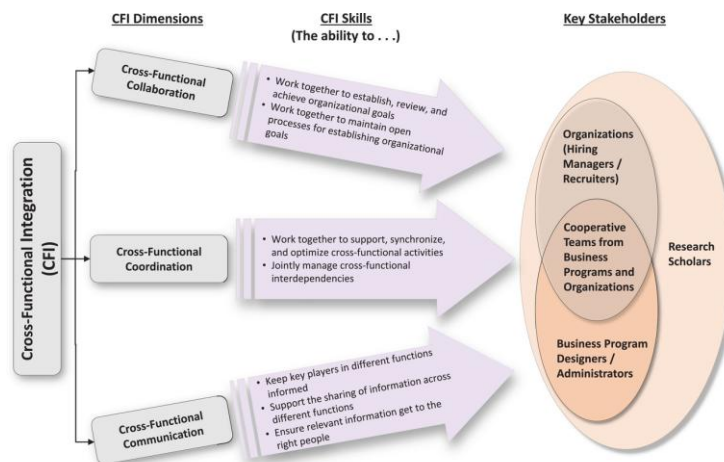 CFI Dimensions
CFI Skills
(The ability to . . .)
Key Stakeholders
Cross-Functional Integration
(CFI)
Cross-Functional
Collaboration
• Work together to establish, review, and
achieve organizational goals
• Work together to maintain open
processes for establishing organizational
goals
Cross-Functional
Coordination
• Work together to support, synchronize,
and optimize cross-functional activities
• Jointly manage cross-functional
interdependencies
Cross-Functional
Communication
• Keep key players in different functions
informed
• Support the sharing of information across
different functions
• Ensure relevant information get to the
right people
Organizations
(Hiring
Managers /
Recruiters)
Cooperative
Teams from
Business
Programs and
Organizations
Research
Scholars
Business Program
Designers /
Administrators